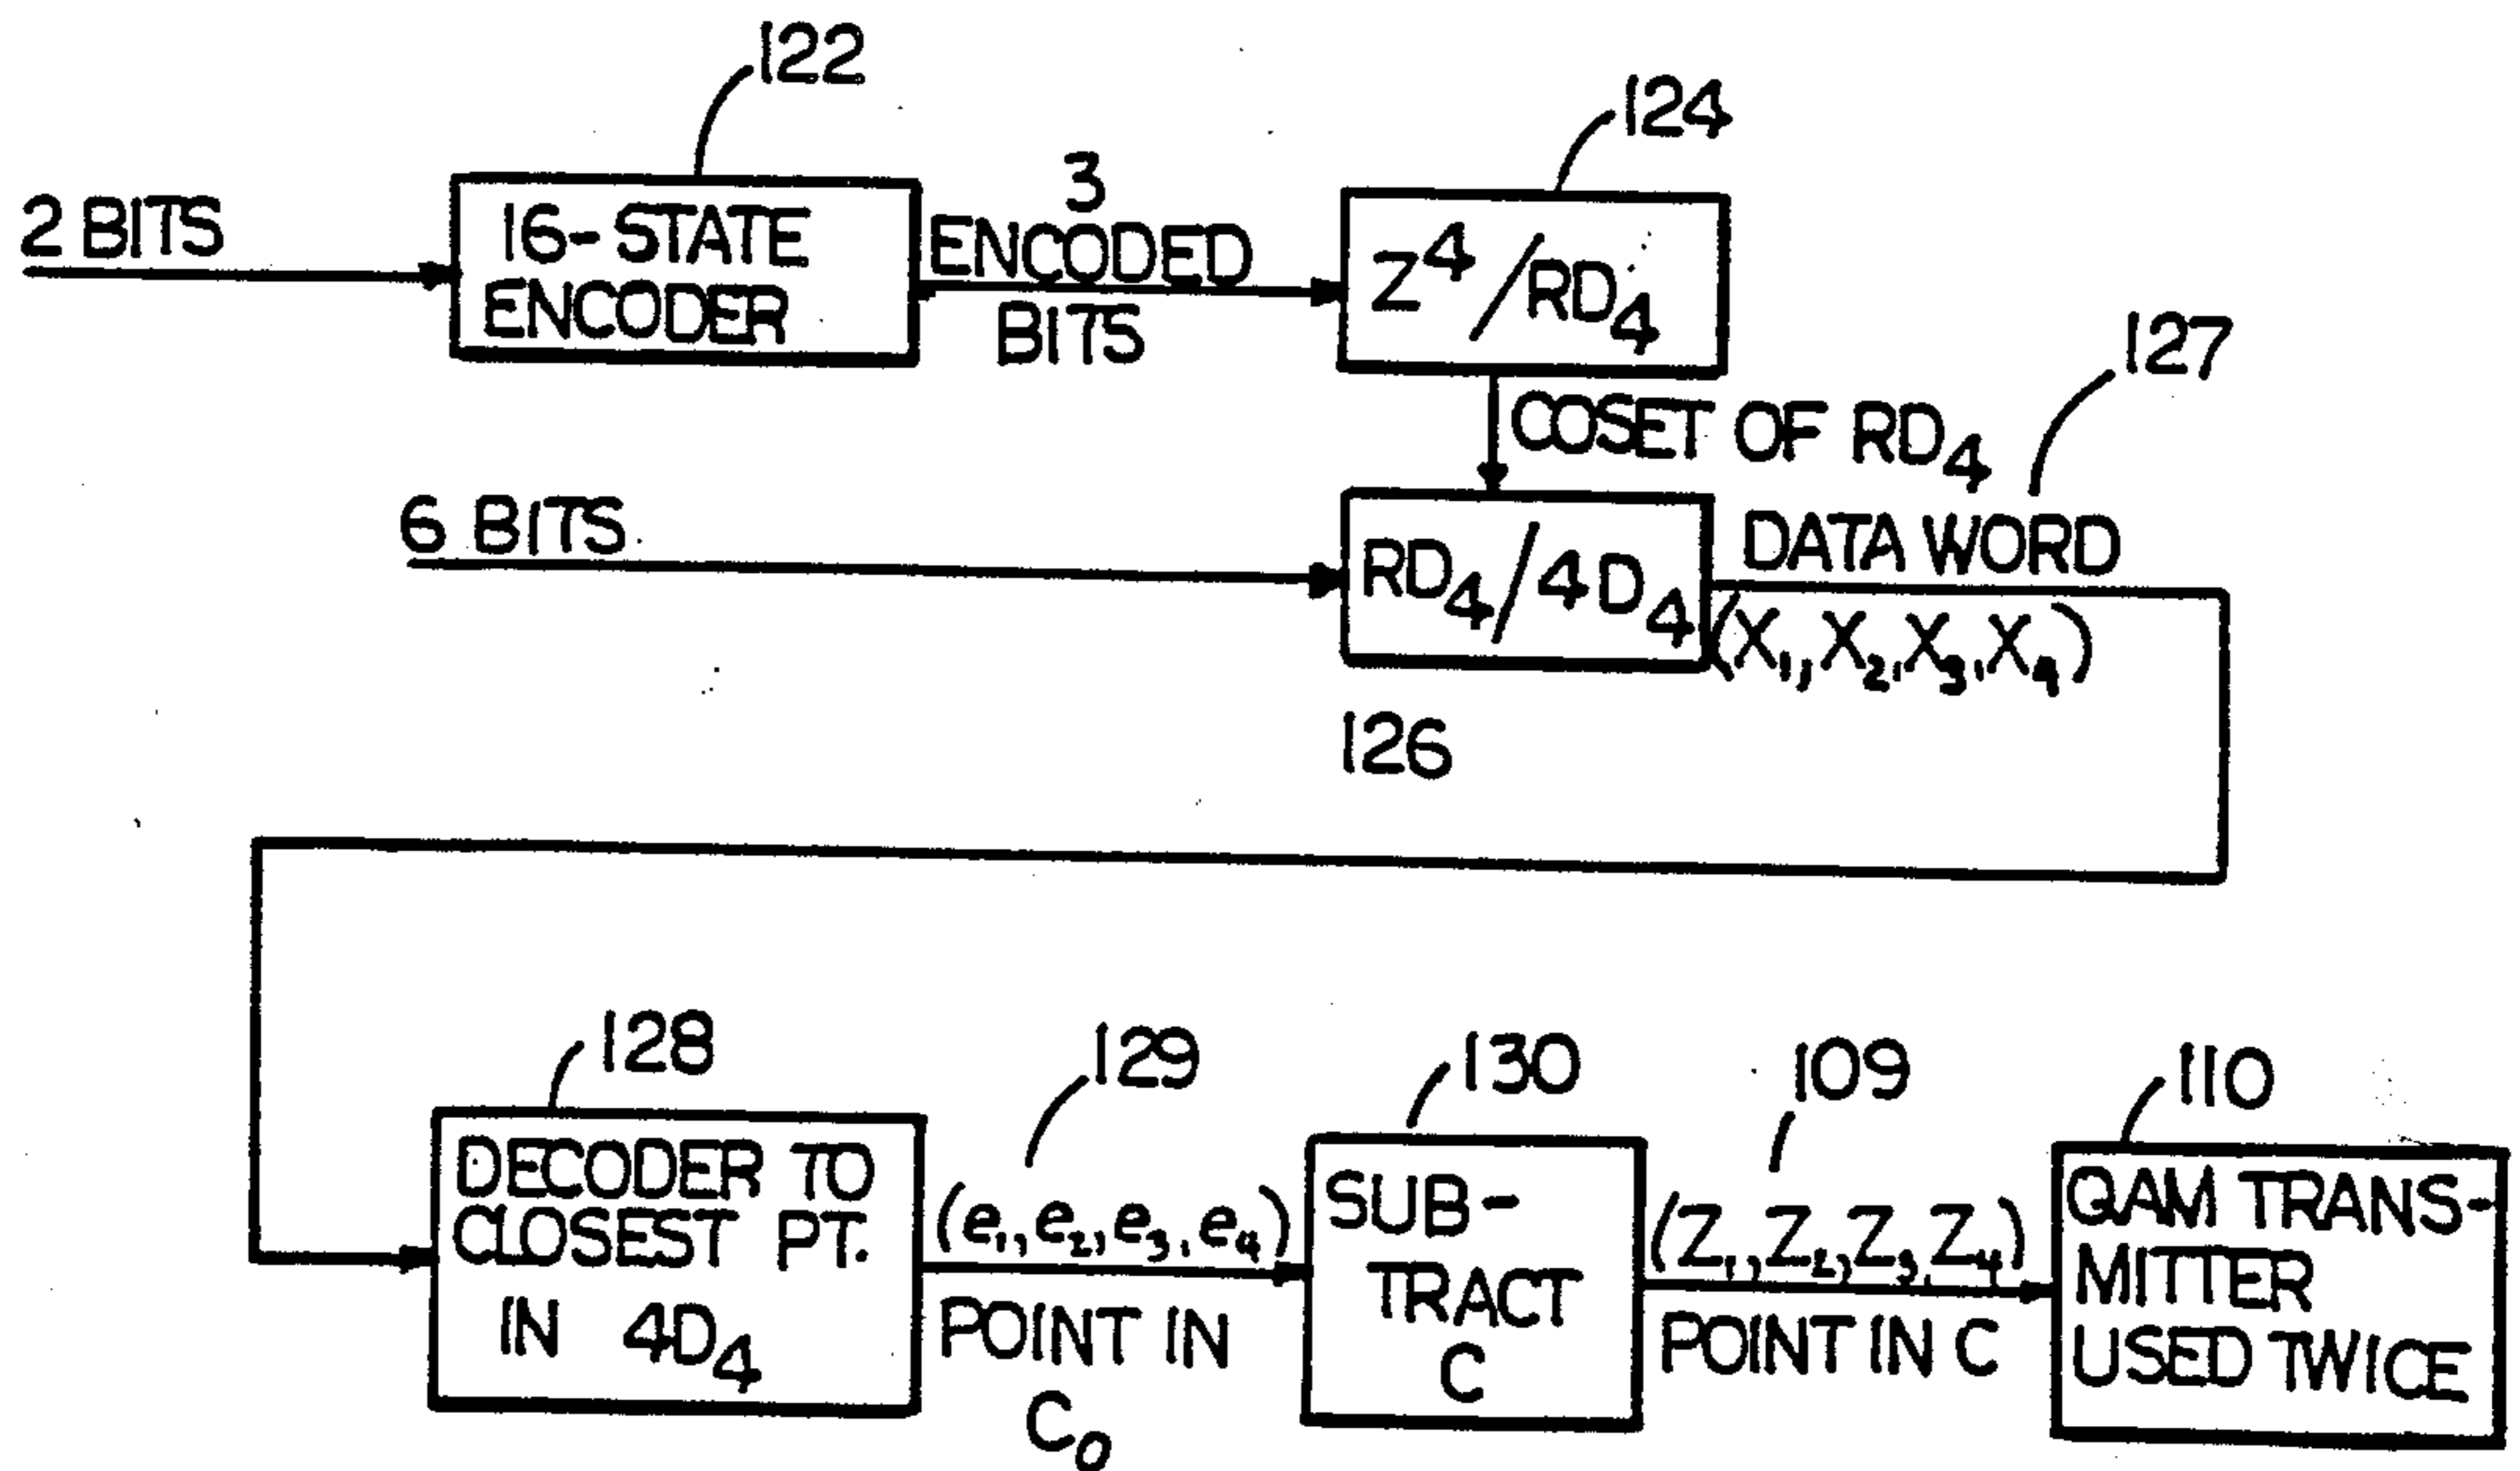 122
124
2 BITS
16-STATE
ENCODER
3
ENCODED
BITS
Z⁴/RD₄
127
COSET OF RD₄
6 BITS
RD₄/4D₄
DATA WORD
(X₁,X₂,X₃,X₄)
126
128
129
130
109
110
DECODER TO
CLOSEST PT.
IN 4D₄
(e₁,e₂,e₃,e₄)
POINT IN
C₀
SUB-
TRACT
C
(Z₁,Z₂,Z₃,Z₄)
POINT IN C
QAM TRANS-
MITTER
USED TWICE